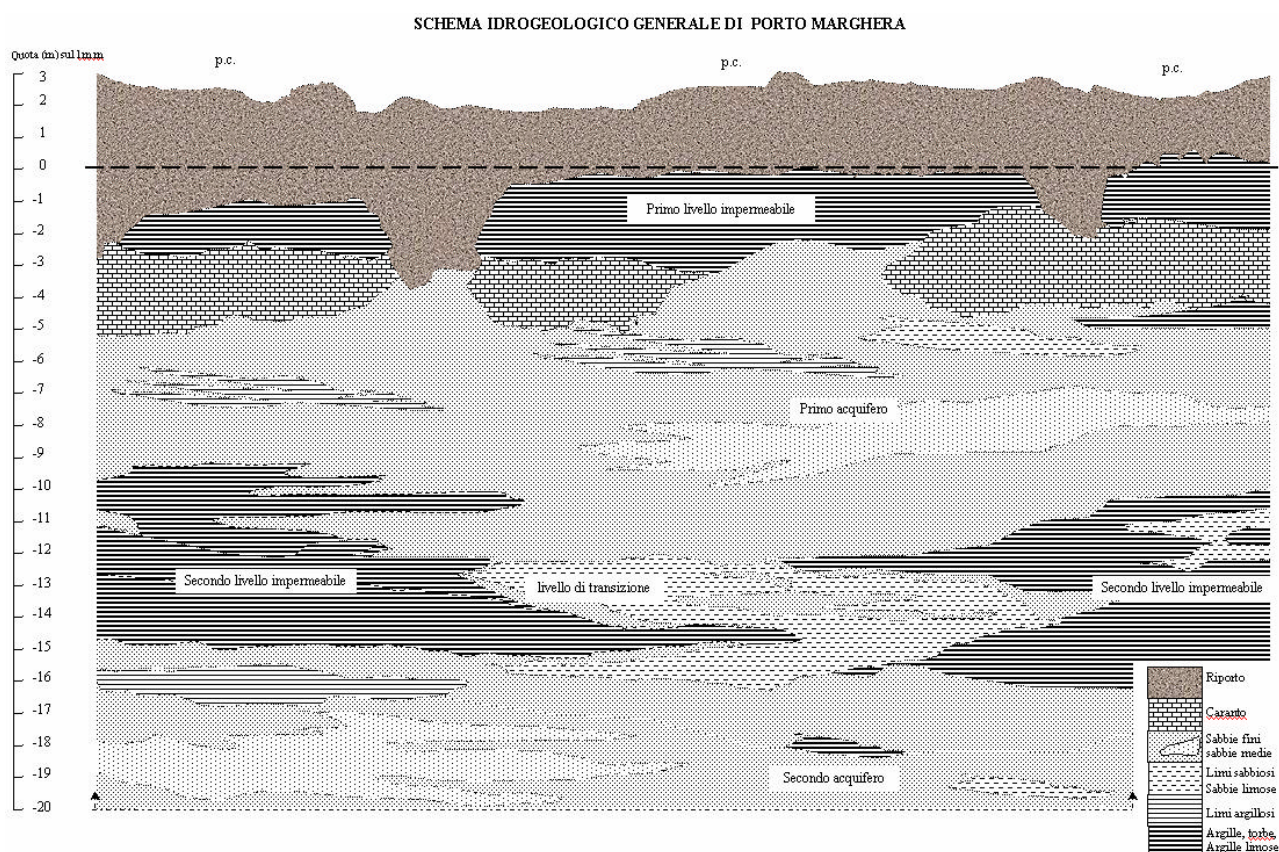 SCHEMA IDROGEOLOGICO GENERALE DI PORTO MARGHERA
Quota (m) sul l.m.m
p.c.
p.c.
p.c.
3
2
1
0
-1
-2
-3
-4
-5
-6
-7
-8
-9
-10
-11
-12
-13
-14
-15
-16
-17
-18
-19
-20
Primo livello impermeabile
Primo acquifero
Secondo livello impermeabile
livello di transizione
Secondo livello impermeabile
Secondo acquifero
Riporto
Caranto
Sabbie fini
sabbie medie
Limi sabbiosi
Sabbie limose
Limi argillosi
Argille, torbe,
Argille limose